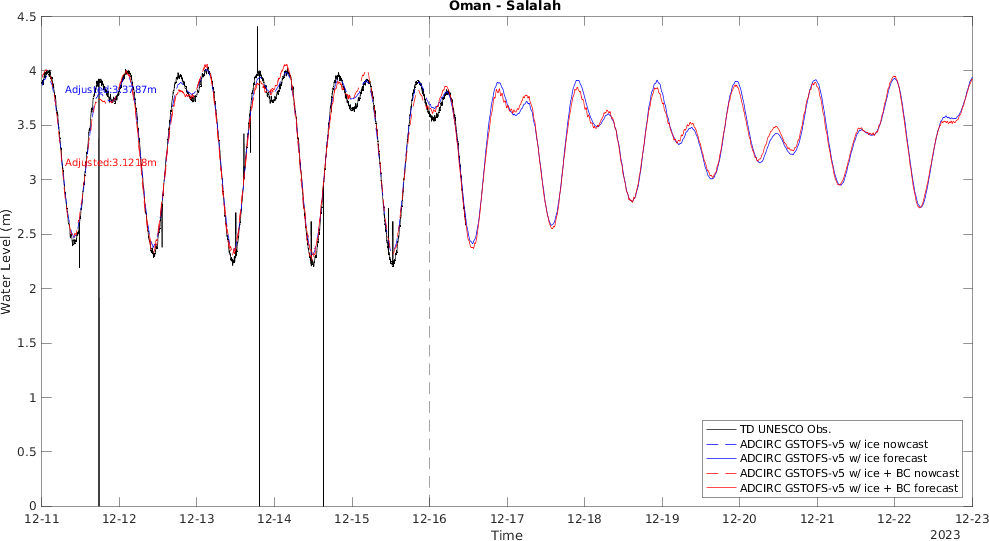 Oman - Salalah
4.5
4
3.5
3
2.5
2
1.5
1
0.5
0
Water Level (m)
Adjusted:3.3787m
Adjusted:3.1218m
TD UNESCO Obs.
ADCIRC GSTOFS-v5 w/ ice nowcast
ADCIRC GSTOFS-v5 w/ ice forecast
ADCIRC GSTOFS-v5 w/ ice + BC nowcast
ADCIRC GSTOFS-v5 w/ ice + BC forecast
12-11 12-12 12-13 12-14 12-15 12-16 12-17 12-18 12-19 12-20 12-21 12-22 12-23
Time
2023